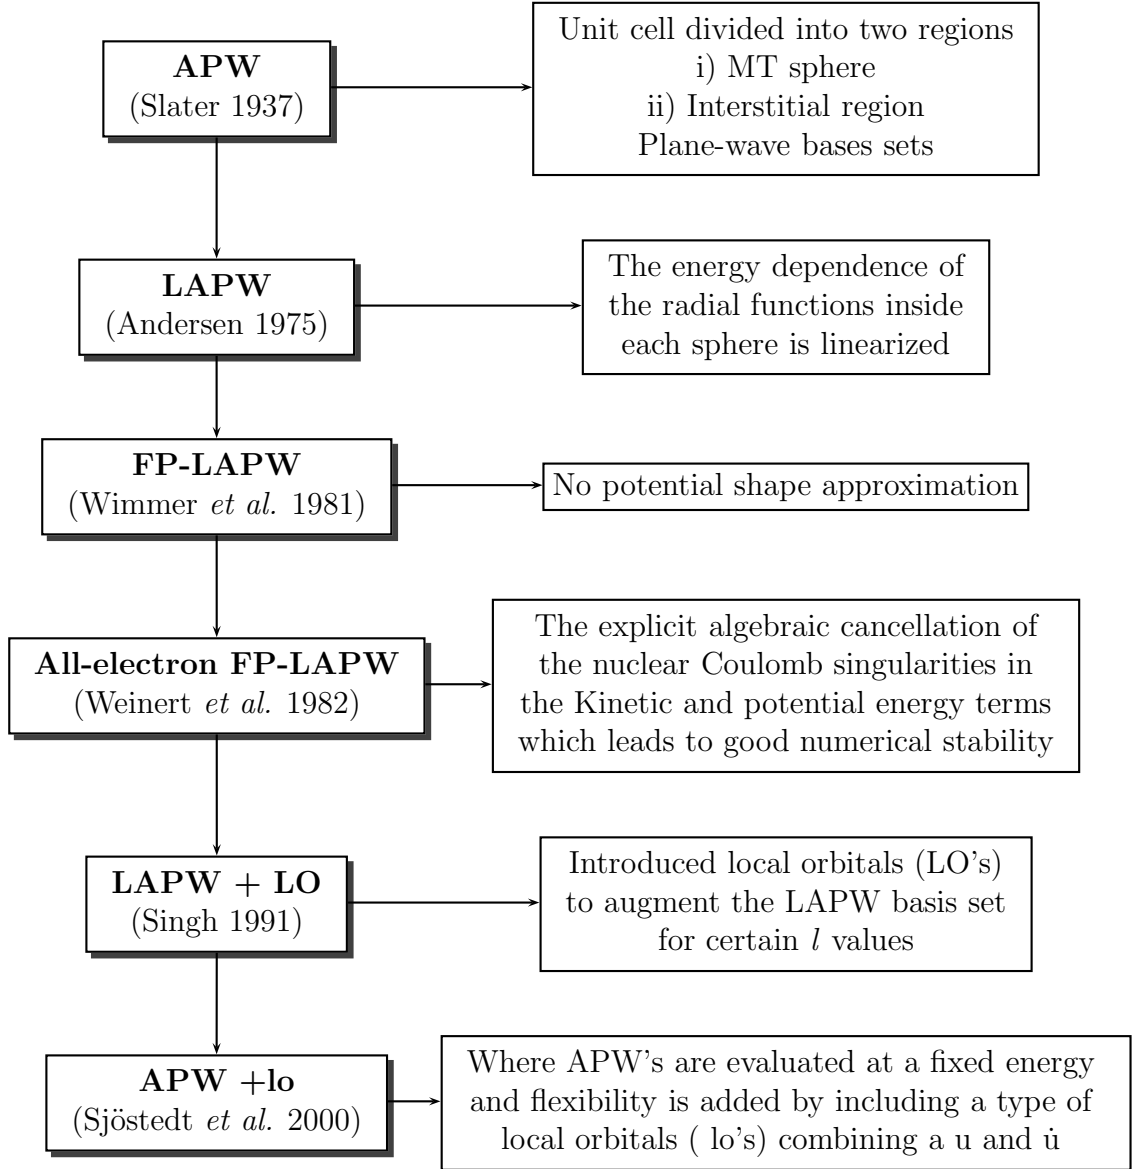 APW
(Slater 1937)
Unit cell divided into two regions
i) MT sphere
ii) Interstitial region
Plane-wave bases sets
LAPW
(Andersen 1975)
The energy dependence of
the radial functions inside
each sphere is linearized
FP-LAPW
(Wimmer et al. 1981)
No potential shape approximation
All-electron FP-LAPW
(Weinert et al. 1982)
The explicit algebraic cancellation of
the nuclear Coulomb singularities in
the Kinetic and potential energy terms
which leads to good numerical stability
LAPW + LO
(Singh 1991)
Introduced local orbitals (LO's)
to augment the LAPW basis set
for certain l values
APW +lo
(Sjöstedt et al. 2000)
Where APW's are evaluated at a fixed energy
and flexibility is added by including a type of
local orbitals ( lo's) combining a u and u̇